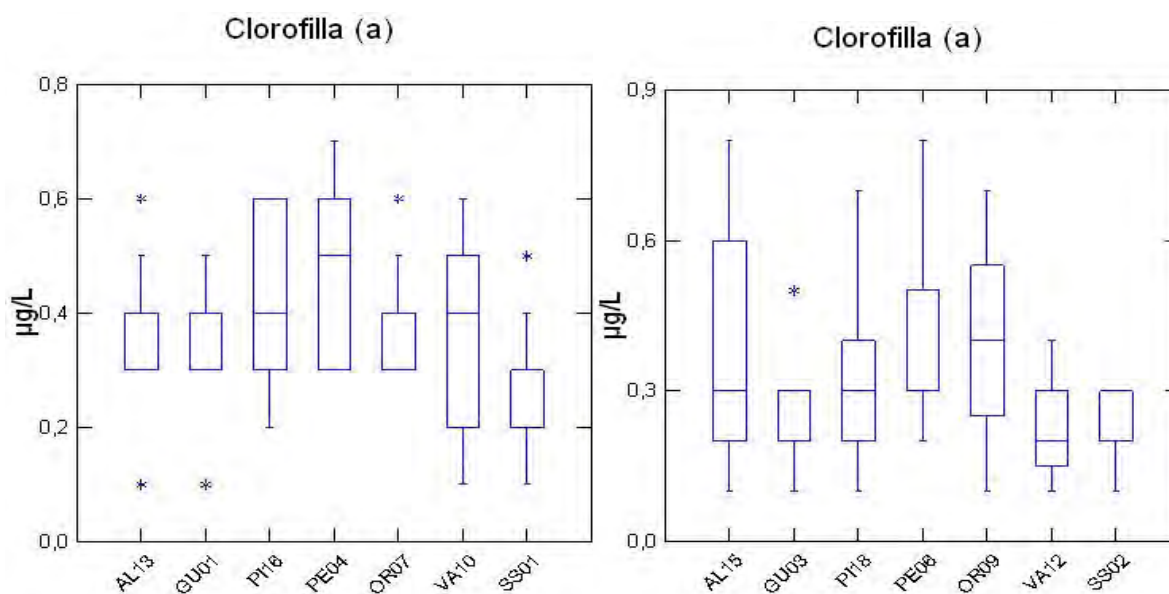 Clorofilla (a)
0,8
0,6
0,4
0,2
0,0
µg/L
AL13
GU01
PI16
PE04
OR07
VA10
SS01
Clorofilla (a)
0,9
0,6
0,3
0,0
µg/L
AL15
GU03
PI18
PE06
OR09
VA12
SS02